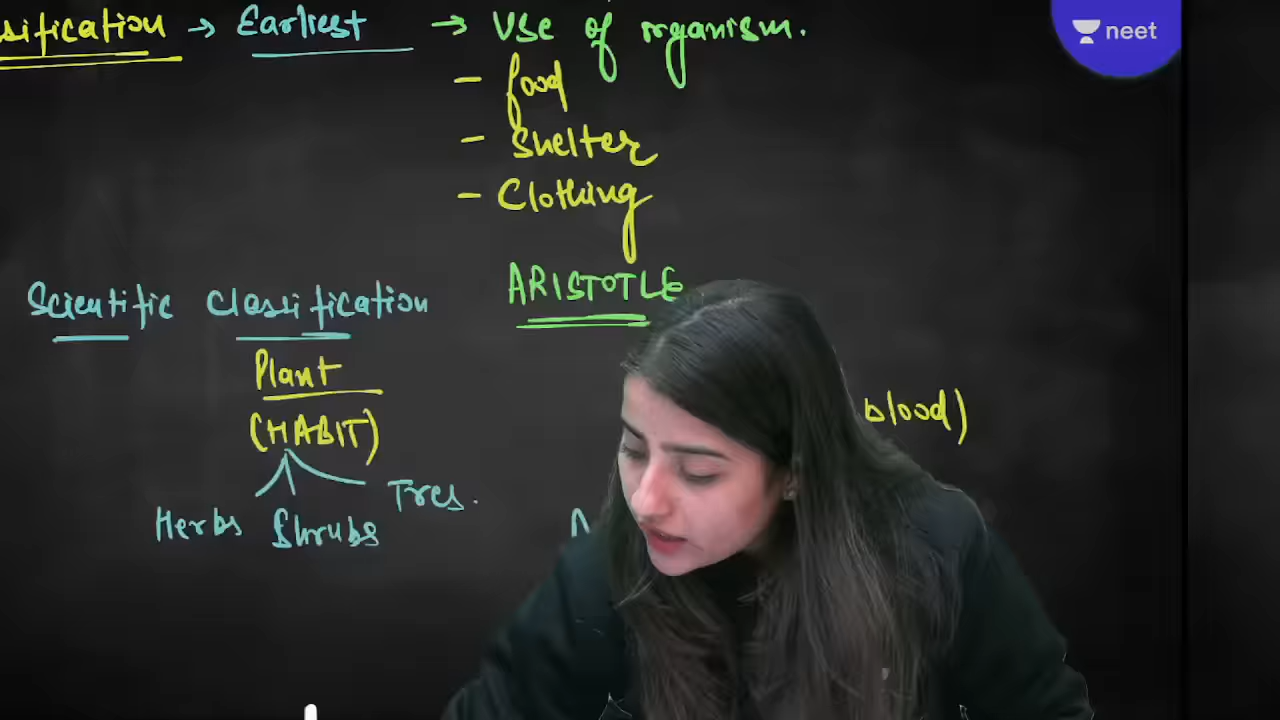 sification → Earliest → Use of organism.
- food
- Shelter
- Clothing
Scientific Classification
ARISTOTLE
Plant
(HABIT)
blood)
Herbs Shrubs Tres.
neet